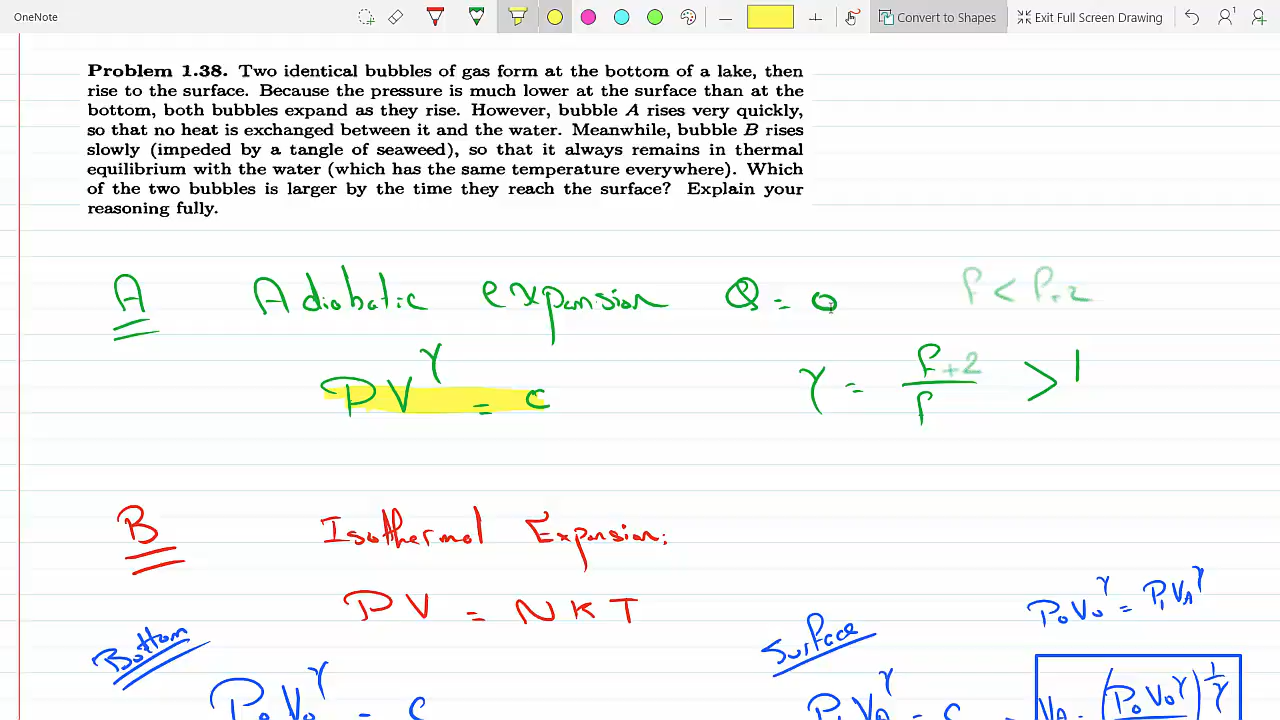 OneNote
Convert to Shapes
Exit Full Screen Drawing
Problem 1.38. Two identical bubbles of gas form at the bottom of a lake, then
rise to the surface. Because the pressure is much lower at the surface than at the
bottom, both bubbles expand as they rise. However, bubble A rises very quickly,
so that no heat is exchanged between it and the water. Meanwhile, bubble B rises
slowly (impeded by a tangle of seaweed), so that it always remains in thermal
equilibrium with the water (which has the same temperature everywhere). Which
of the two bubbles is larger by the time they reach the surface? Explain your
reasoning fully.
A Adiabatic expansion Q = 0 f < f+2
PV^γ = c γ = (f+2)/f > 1
B Isothermal Expansion:
PV = NKT
P₀V₀^γ = P₁V_A^γ
Bottom Surface
P₀V₀^γ = c P₁V_A^γ = c V_A = (P₀V₀^γ)^(1/γ)